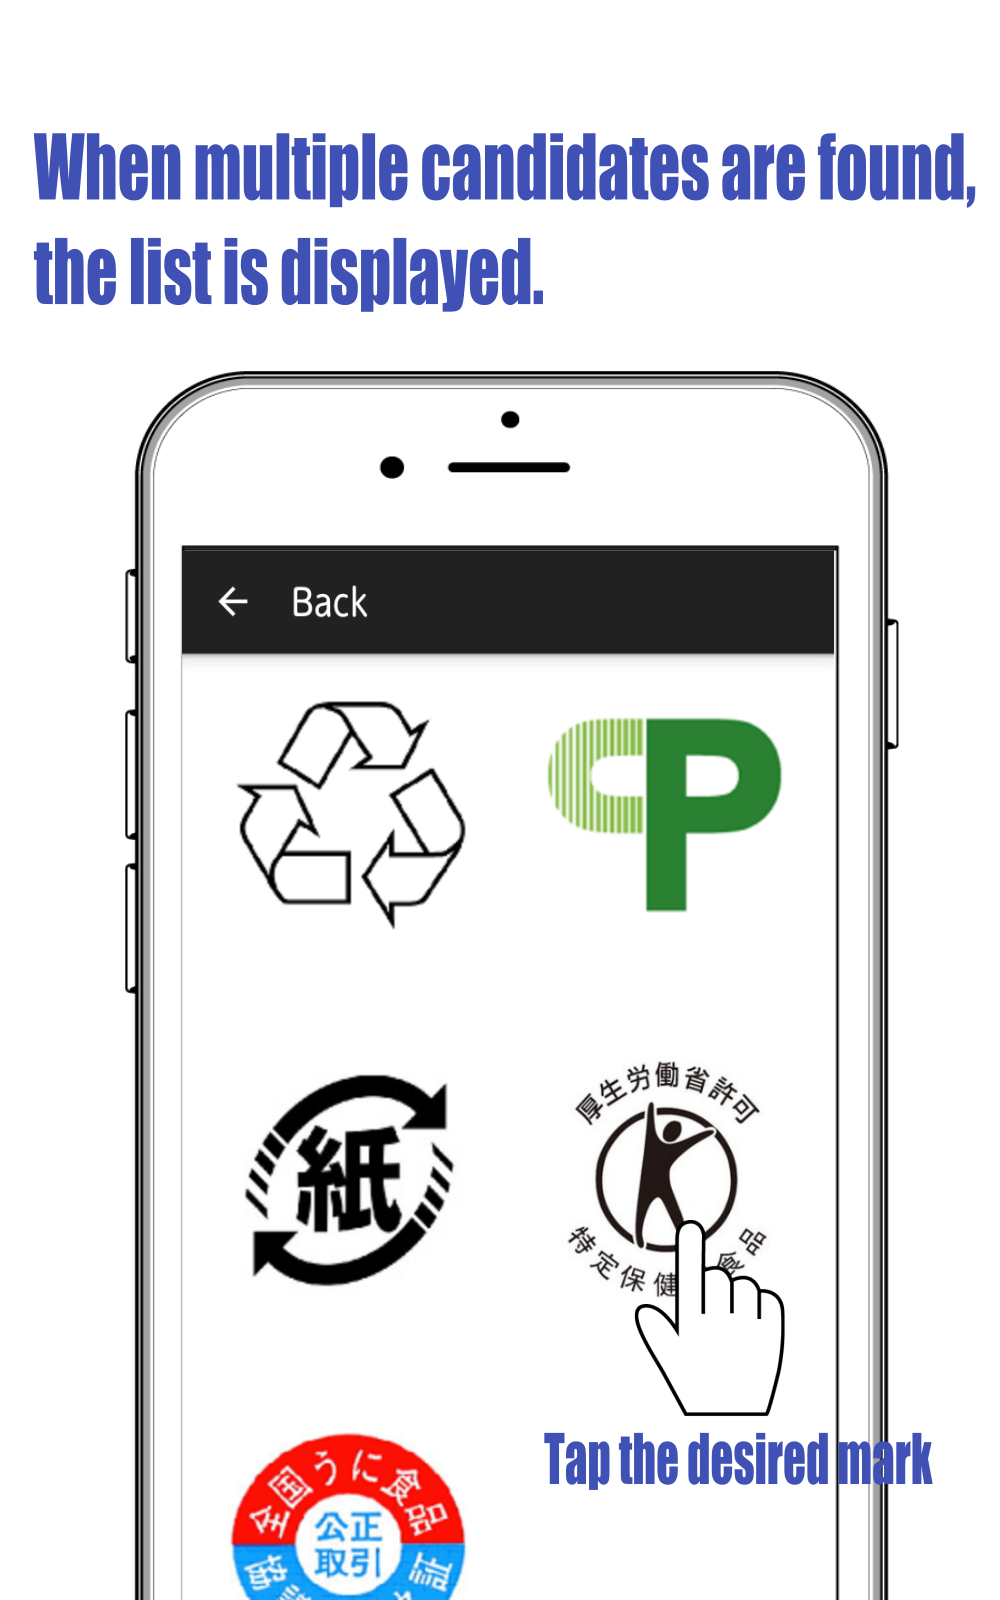 When multiple candidates are found,
the list is displayed.
Back
CP
紙
厚生労働省許可
特定保健 食品
全国うに食品
公正
取引
協 証
Tap the desired mark